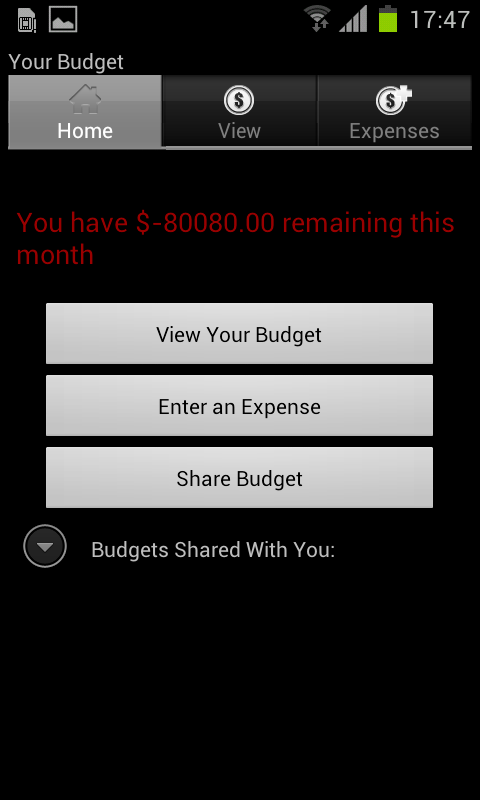 17:47
Your Budget
Home
View
Expenses
You have $-80080.00 remaining this
month
View Your Budget
Enter an Expense
Share Budget
Budgets Shared With You: